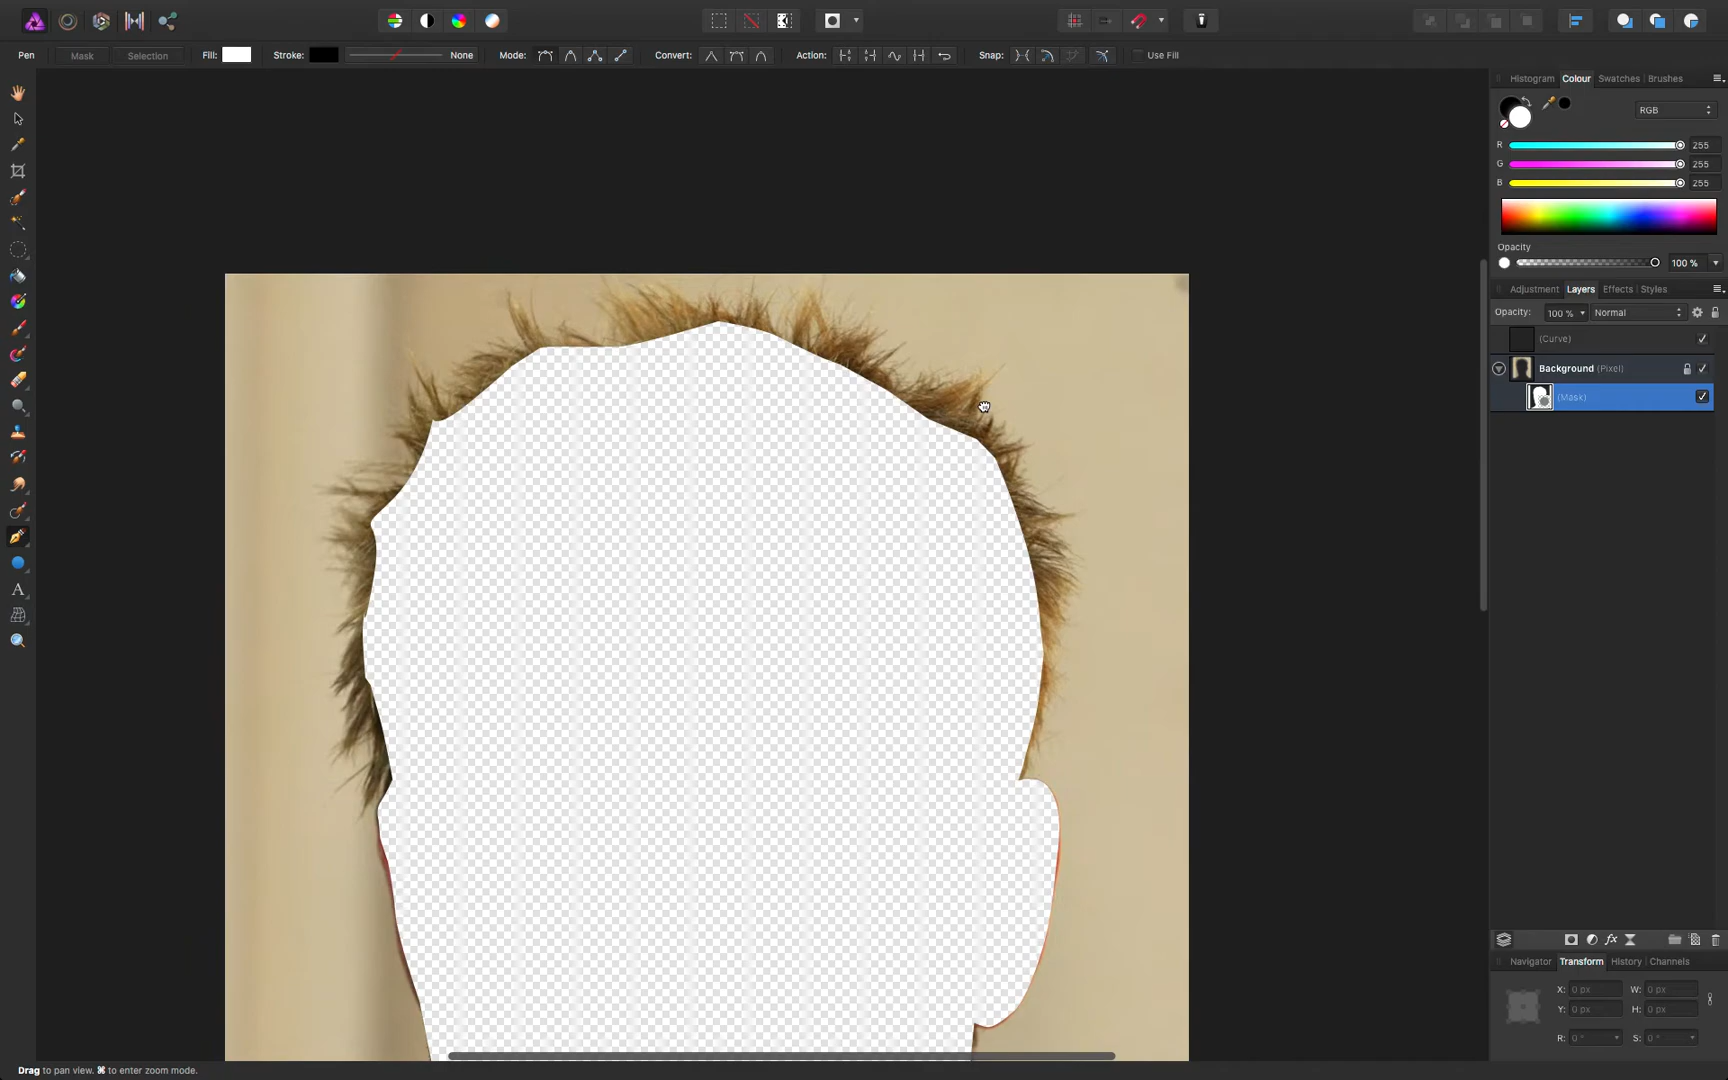 Pen Mask Selection Fill: Stroke: None Mode: Convert: Action: Snap: Use Fill
Histogram Colour Swatches Brushes
RGB
R 255
G 255
B 255
Opacity
100 %
Adjustment Layers Effects Styles
Opacity: 100 % Normal
(Curve)
Background (Pixel)
(Mask)
fx
A
Navigator Transform History Channels
X: 0 px W: 0 px
Y: 0 px H: 0 px
R: 0 ° S: 0 °
Drag to pan view. ⌘ to enter zoom mode.